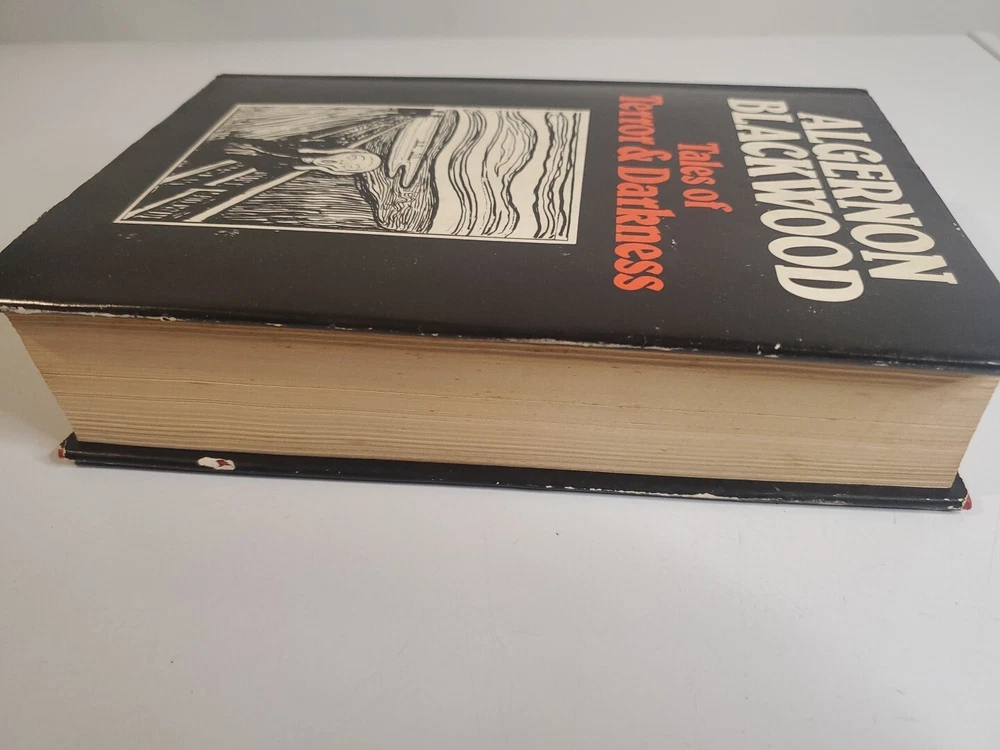 ALGERNON
BLACKWOOD
Tales of
Terror & Darkness